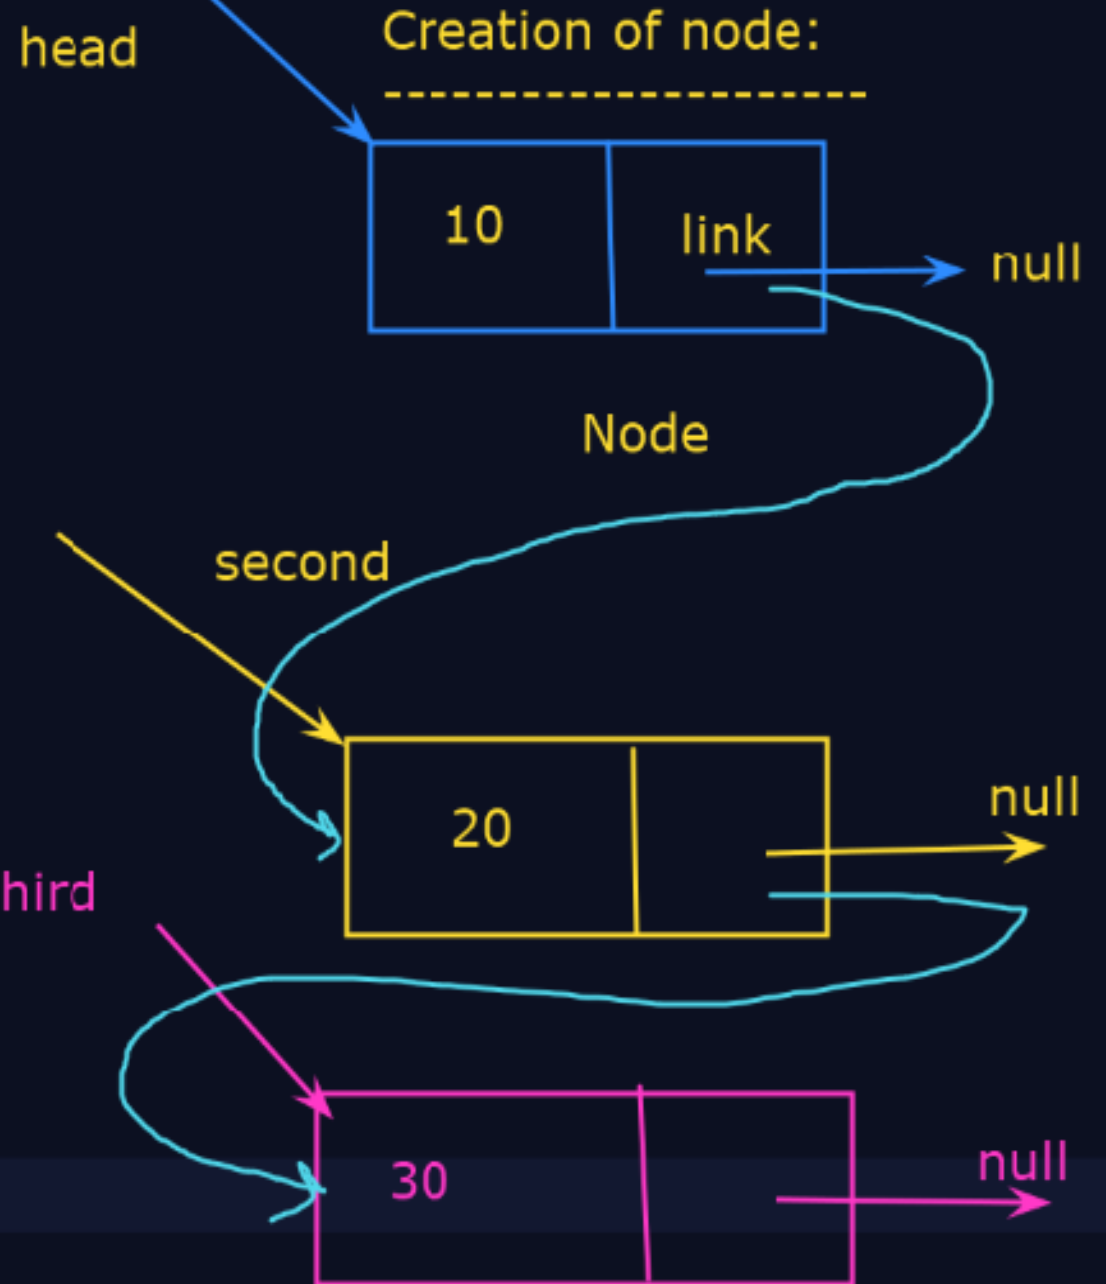 Creation of node:
head
---------------------
10
link
null
Node
second
null
20
hird
null
30